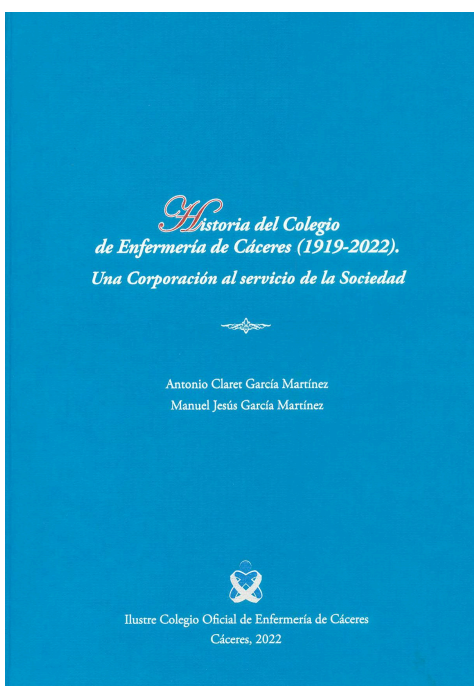 Historia del Colegio
de Enfermería de Cáceres (1919-2022).
Una Corporación al servicio de la Sociedad
Antonio Claret García Martínez
Manuel Jesús García Martínez
Ilustre Colegio Oficial de Enfermería de Cáceres
Cáceres, 2022